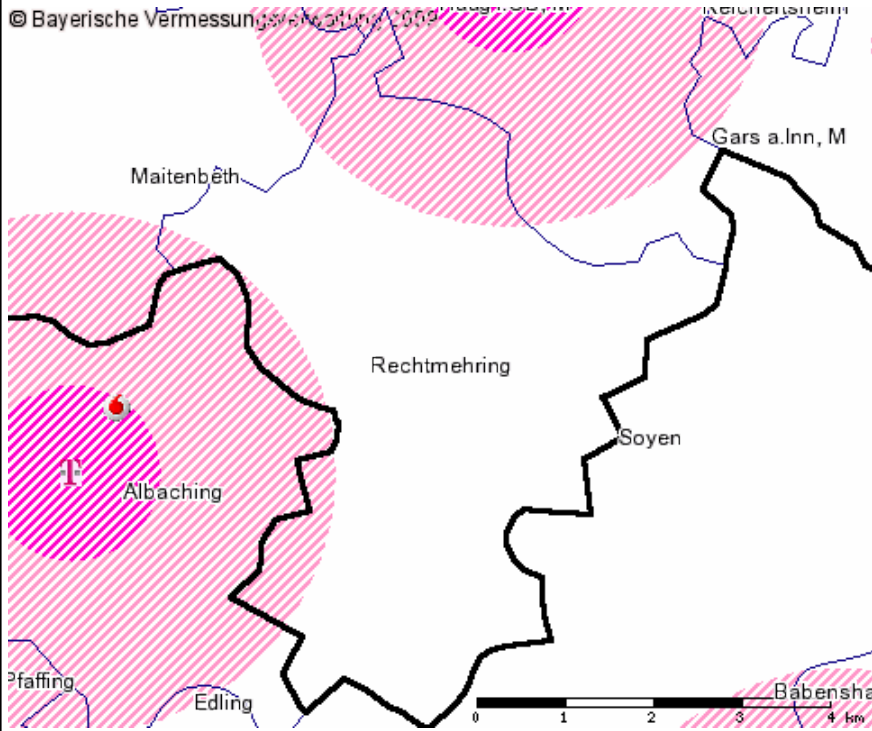 © Bayerische Vermessungsverwaltung 2009
Gars a.Inn, M
Maitenbeth
Rechtmehring
Soyen
T
Albaching
Pfaffing
Edling
0 1 2 3 4 km